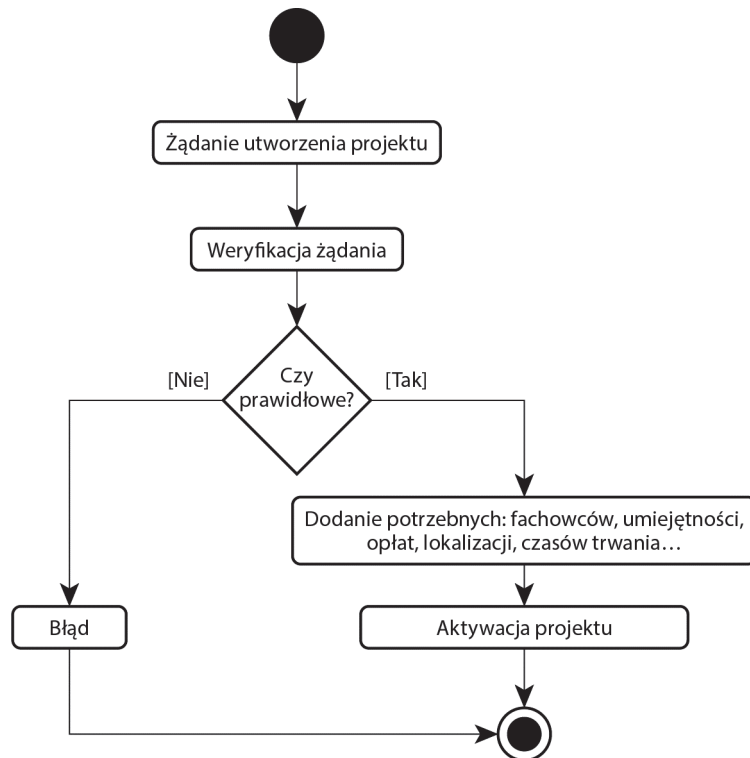 Żądanie utworzenia projektu
Weryfikacja żądania
Czy
prawidłowe?
[Nie]
[Tak]
Dodanie potrzebnych: fachowców, umiejętności,
opłat, lokalizacji, czasów trwania…
Błąd
Aktywacja projektu